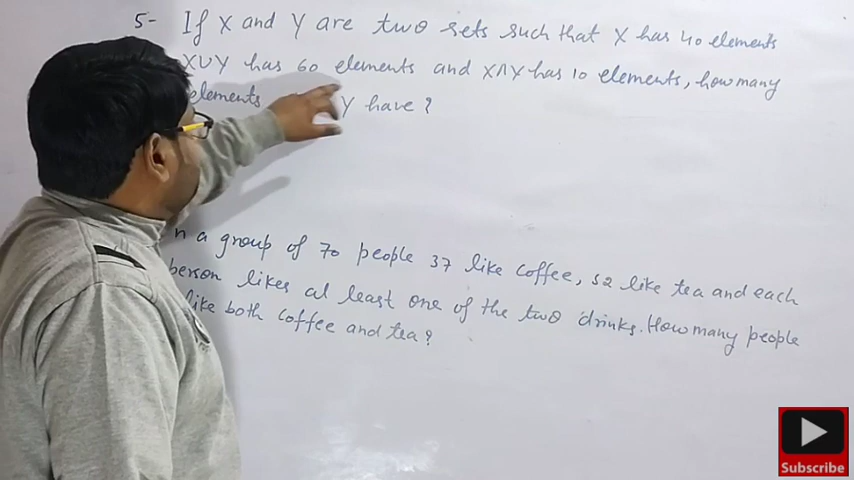 5- If X and Y are two sets such that X has 40 elements
X∪Y has 60 elements and X∩Y has 10 elements, how many
elements Y have?
n a group of 70 people 37 like coffee, 52 like tea and each
person likes at least one of the two drinks. How many people
like both coffee and tea?
Subscribe